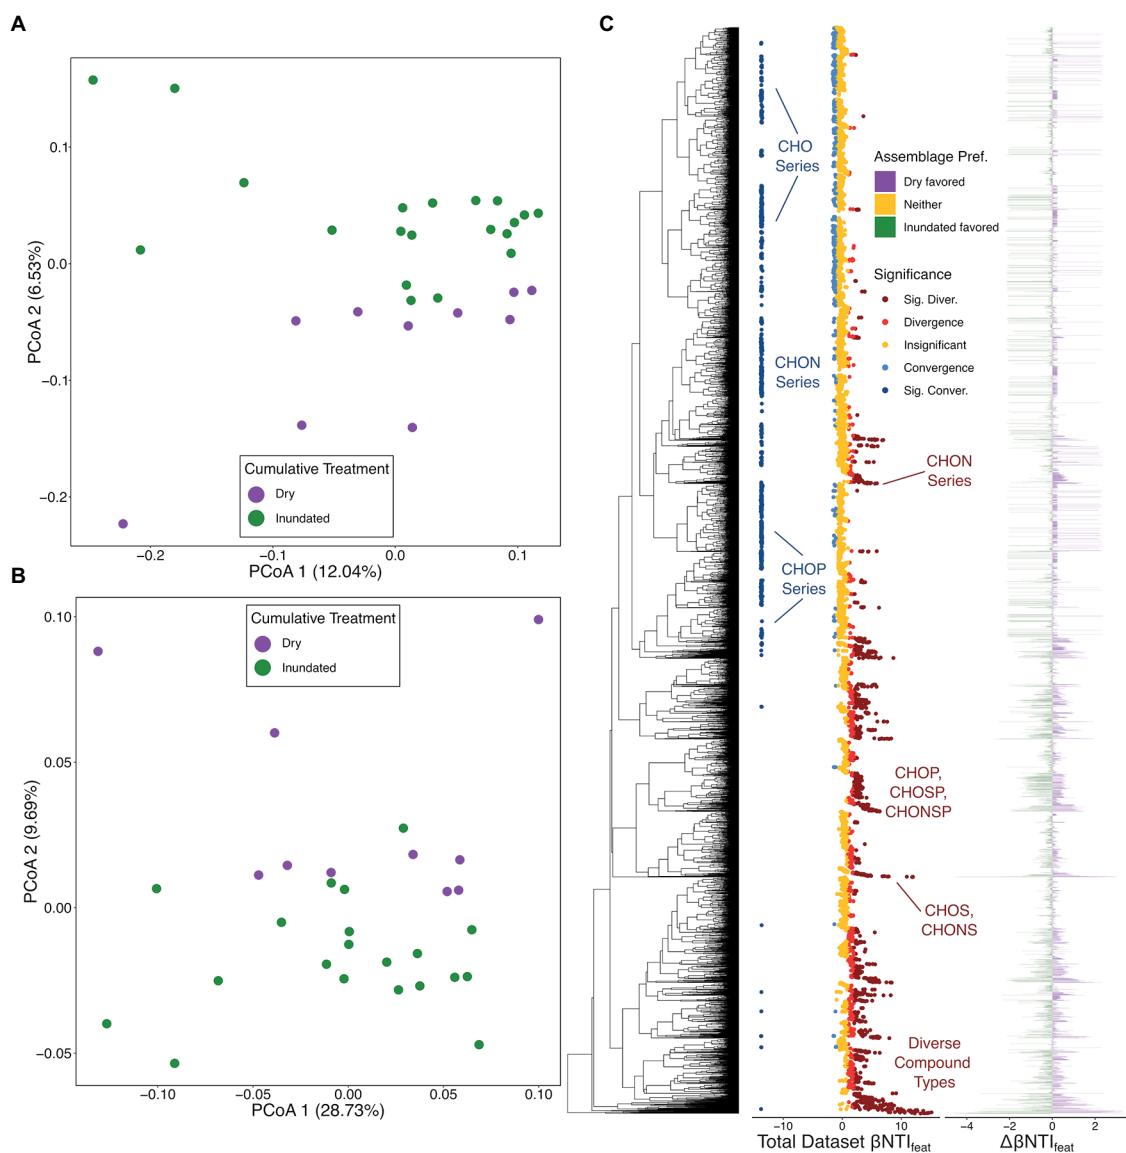 A
PCoA 2 (6.53%)
0.1
0.0
−0.1
−0.2
Cumulative Treatment
Dry
Inundated
−0.2
−0.1
0.0
0.1
PCoA 1 (12.04%)
B
PCoA 2 (9.69%)
0.10
0.05
0.00
−0.05
Cumulative Treatment
Dry
Inundated
−0.10
−0.05
0.00
0.05
0.10
PCoA 1 (28.73%)
C
CHO
Series
CHON
Series
CHOP
Series
Assemblage Pref.
Dry favored
Neither
Inundated favored
Significance
Sig. Diver.
Divergence
Insignificant
Convergence
Sig. Conver.
CHON
Series
CHOP,
CHOSP,
CHONSP
CHOS,
CHONS
Diverse
Compound
Types
−10
0
10
Total Dataset βNTIfeat
−4
−2
0
2
ΔβNTIfeat